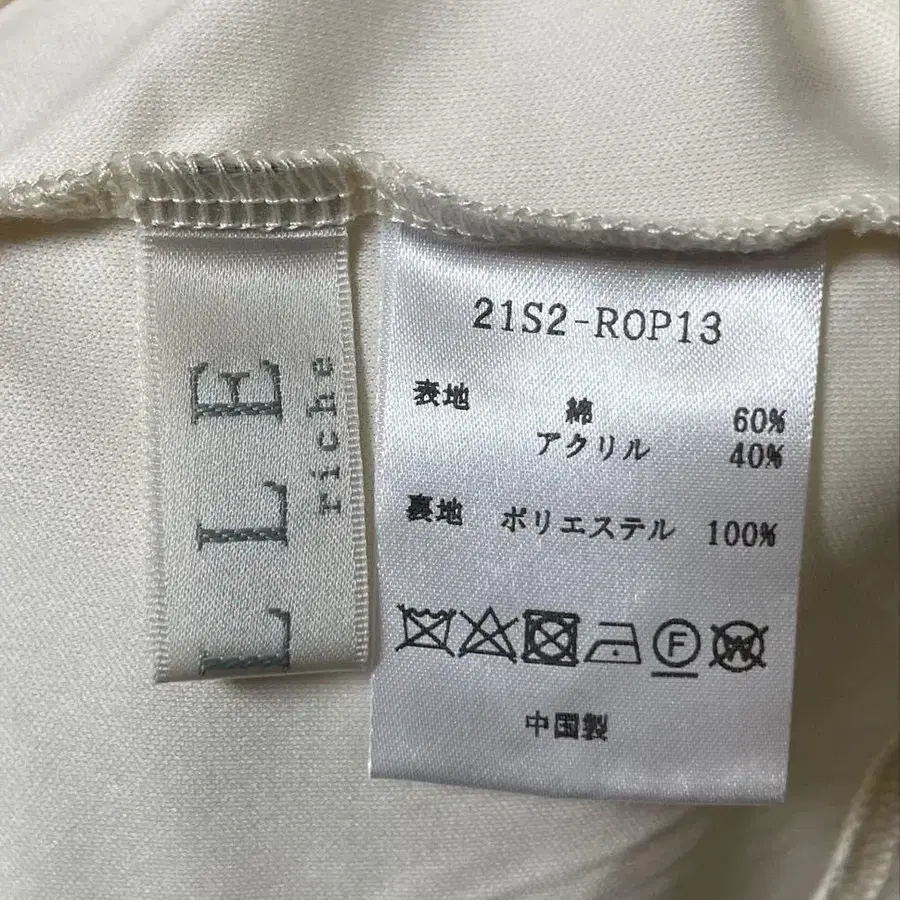 LLE
riche
21S2-ROP13
表地 綿 60%
アクリル 40%
裏地 ポリエステル 100%
F
W
中国製